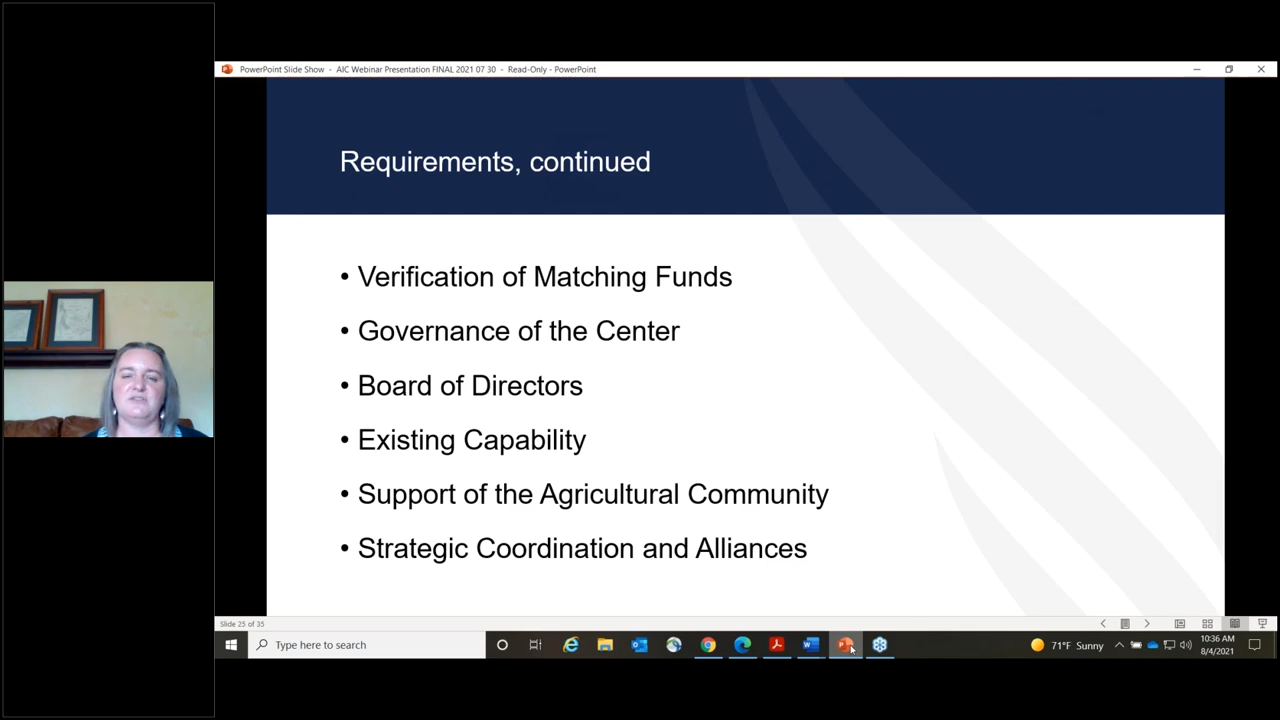 PowerPoint Slide Show - AIC Webinar Presentation FINAL 2021 07 30 - Read-Only - PowerPoint
Requirements, continued
• Verification of Matching Funds
• Governance of the Center
• Board of Directors
• Existing Capability
• Support of the Agricultural Community
• Strategic Coordination and Alliances
Slide 25 of 35
Type here to search
71°F Sunny
10:36 AM
8/4/2021